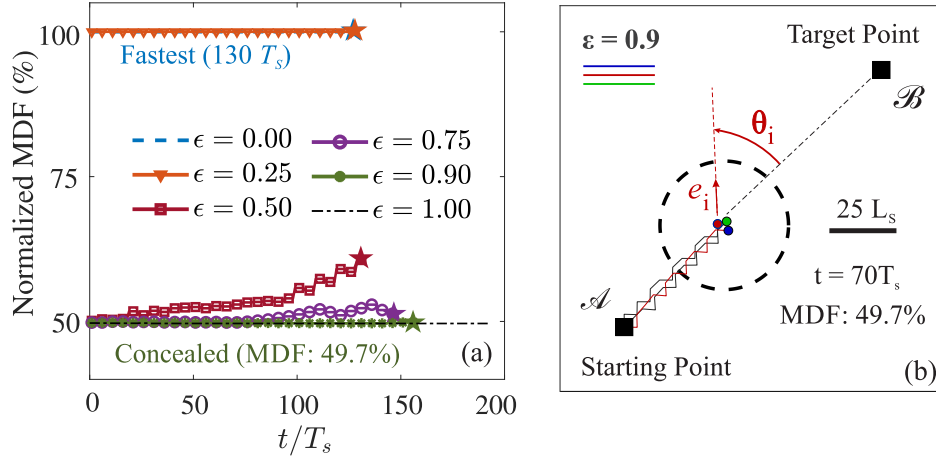 Normalized MDF (%)
100
75
50
Fastest (130 T_S)
ϵ = 0.00
ϵ = 0.25
ϵ = 0.50
ϵ = 0.75
ϵ = 0.90
ϵ = 1.00
Concealed (MDF: 49.7%)
(a)
0
50
100
150
200
t/T_s
ε = 0.9
Target Point
ℬ
θ_i
e_i
25 L_S
t = 70T_s
MDF: 49.7%
𝒜
Starting Point
(b)